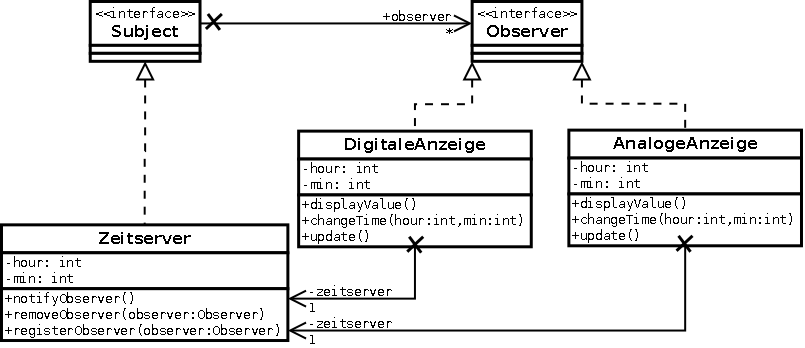 <<interface>>
Subject
+observer
*
<<interface>>
Observer
DigitaleAnzeige
-hour: int
-min: int
+displayValue()
+changeTime(hour:int,min:int)
+update()
AnalogeAnzeige
-hour: int
-min: int
+displayValue()
+changeTime(hour:int,min:int)
+update()
Zeitserver
-hour: int
-min: int
+notifyObserver()
+removeObserver(observer:Observer)
+registerObserver(observer:Observer)
-zeitserver
1
-zeitserver
1